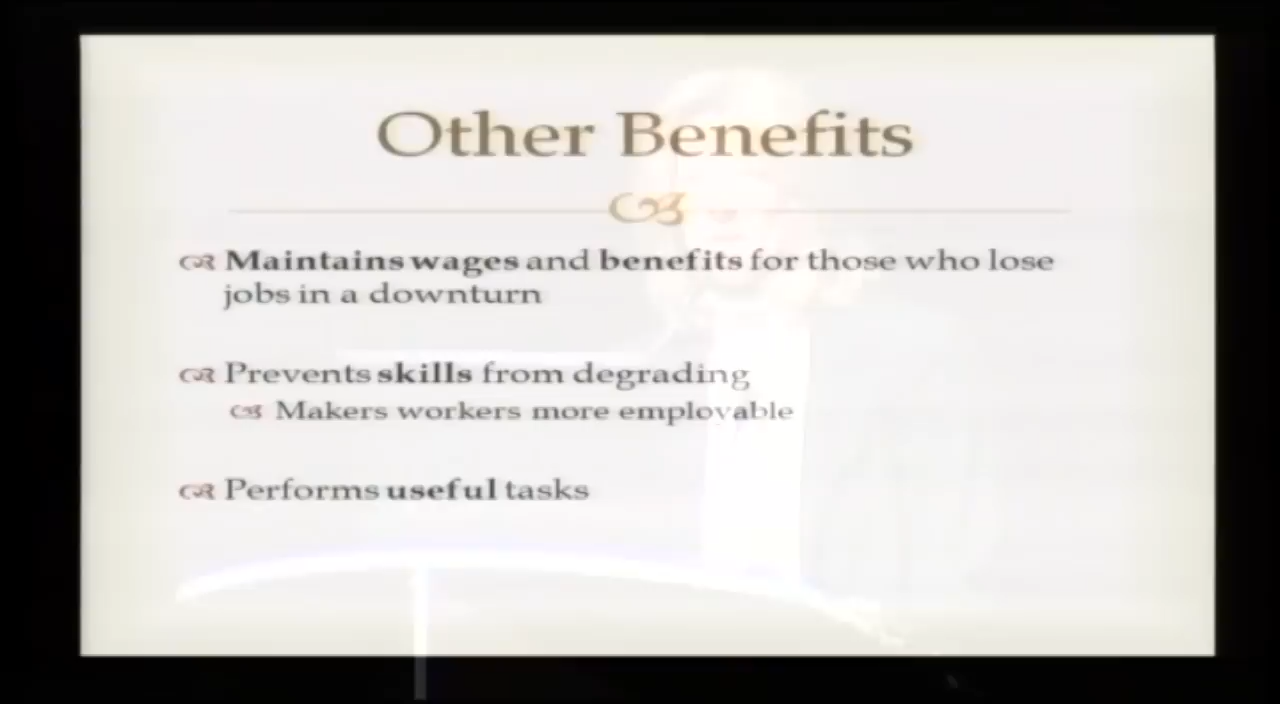 Other Benefits
Maintains wages and benefits for those who lose
jobs in a downturn
Prevents skills from degrading
Makers workers more employable
Performs useful tasks